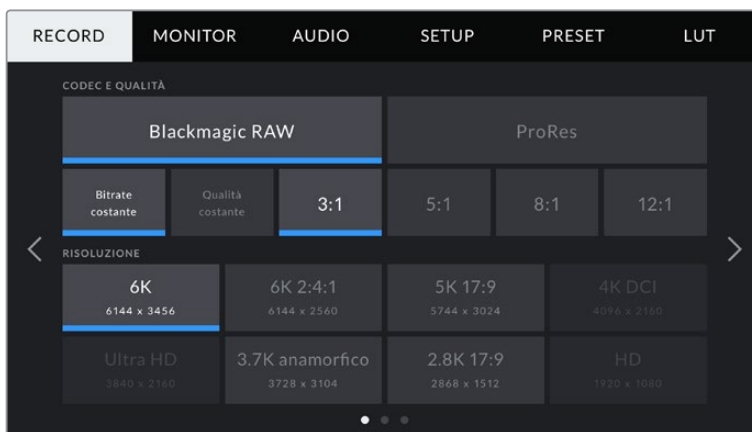 RECORD MONITOR AUDIO SETUP PRESET LUT
CODEC E QUALITÀ
Blackmagic RAW ProRes
Bitrate costante Qualità costante 3:1 5:1 8:1 12:1
RISOLUZIONE
6K 6K 2:4:1 5K 17:9 4K DCI
6144 x 3456 6144 x 2560 5744 x 3024 4096 x 2160
Ultra HD 3.7K anamorfico 2.8K 17:9 HD
3840 x 2160 3728 x 3104 2868 x 1512 1920 x 1080